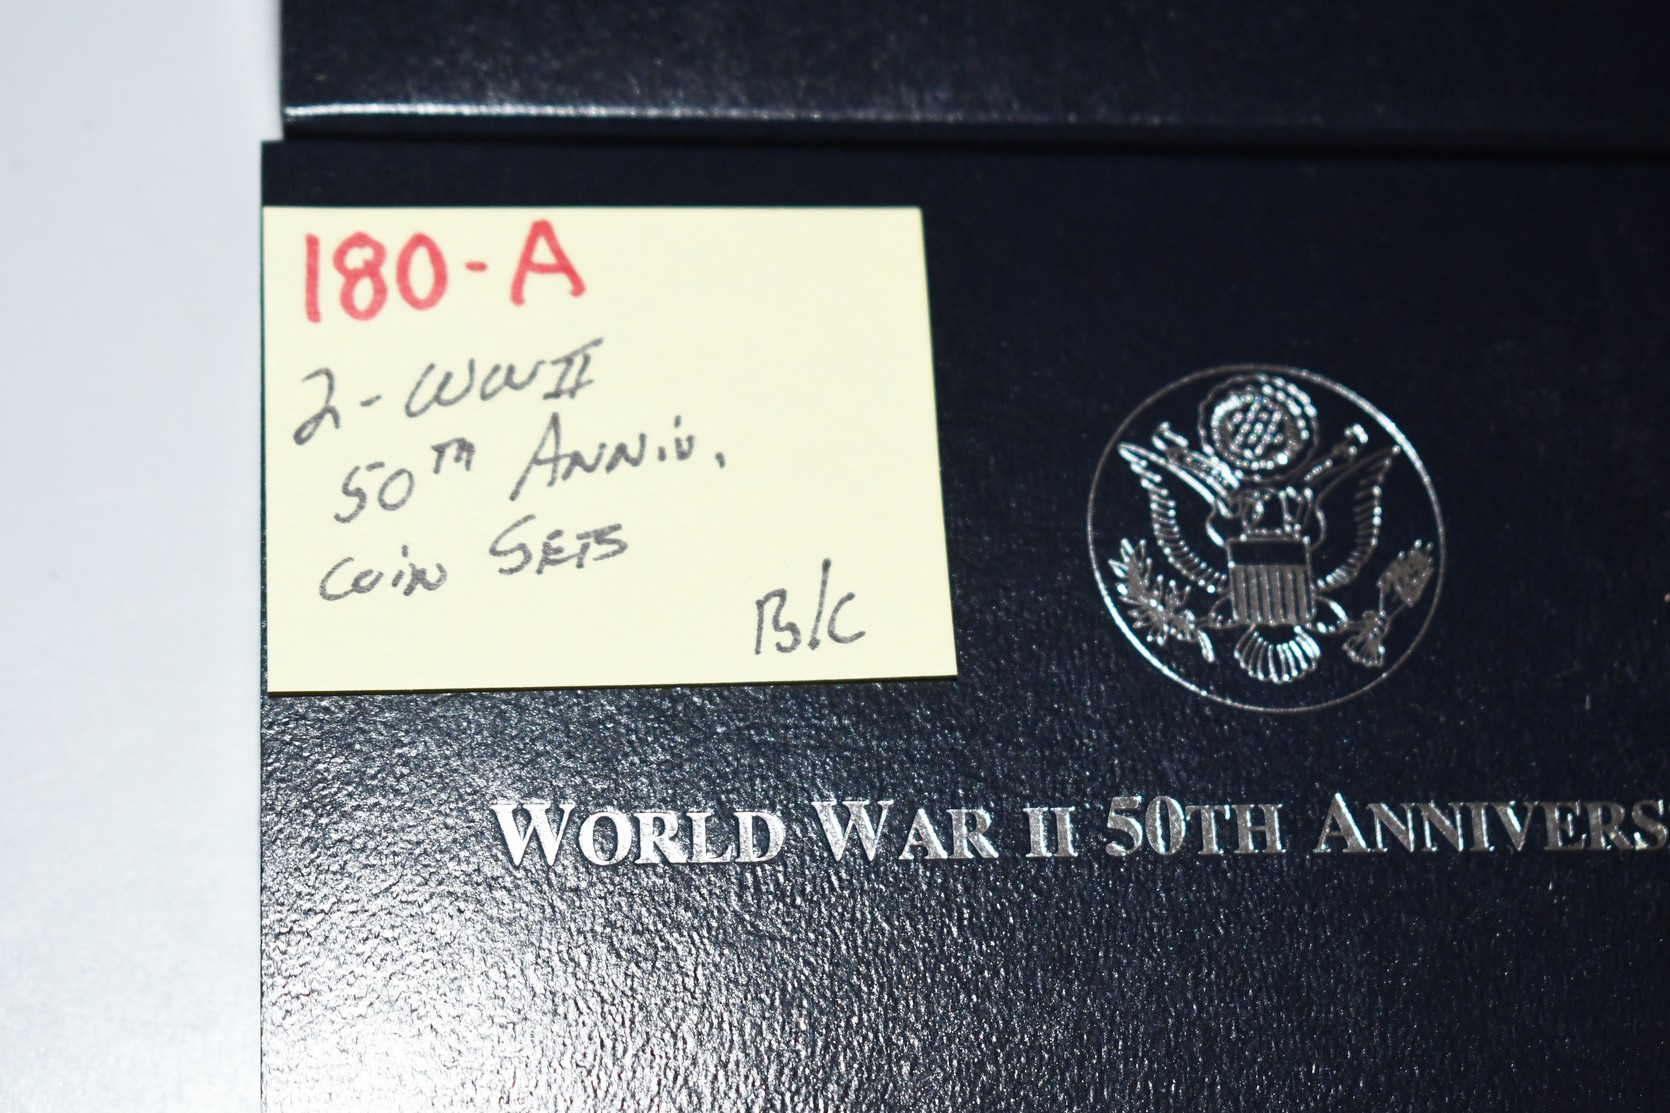 180-A
2-WWII
50TH ANNIV.
COIN SETS
B/C
WORLD WAR II 50TH ANNIVERS